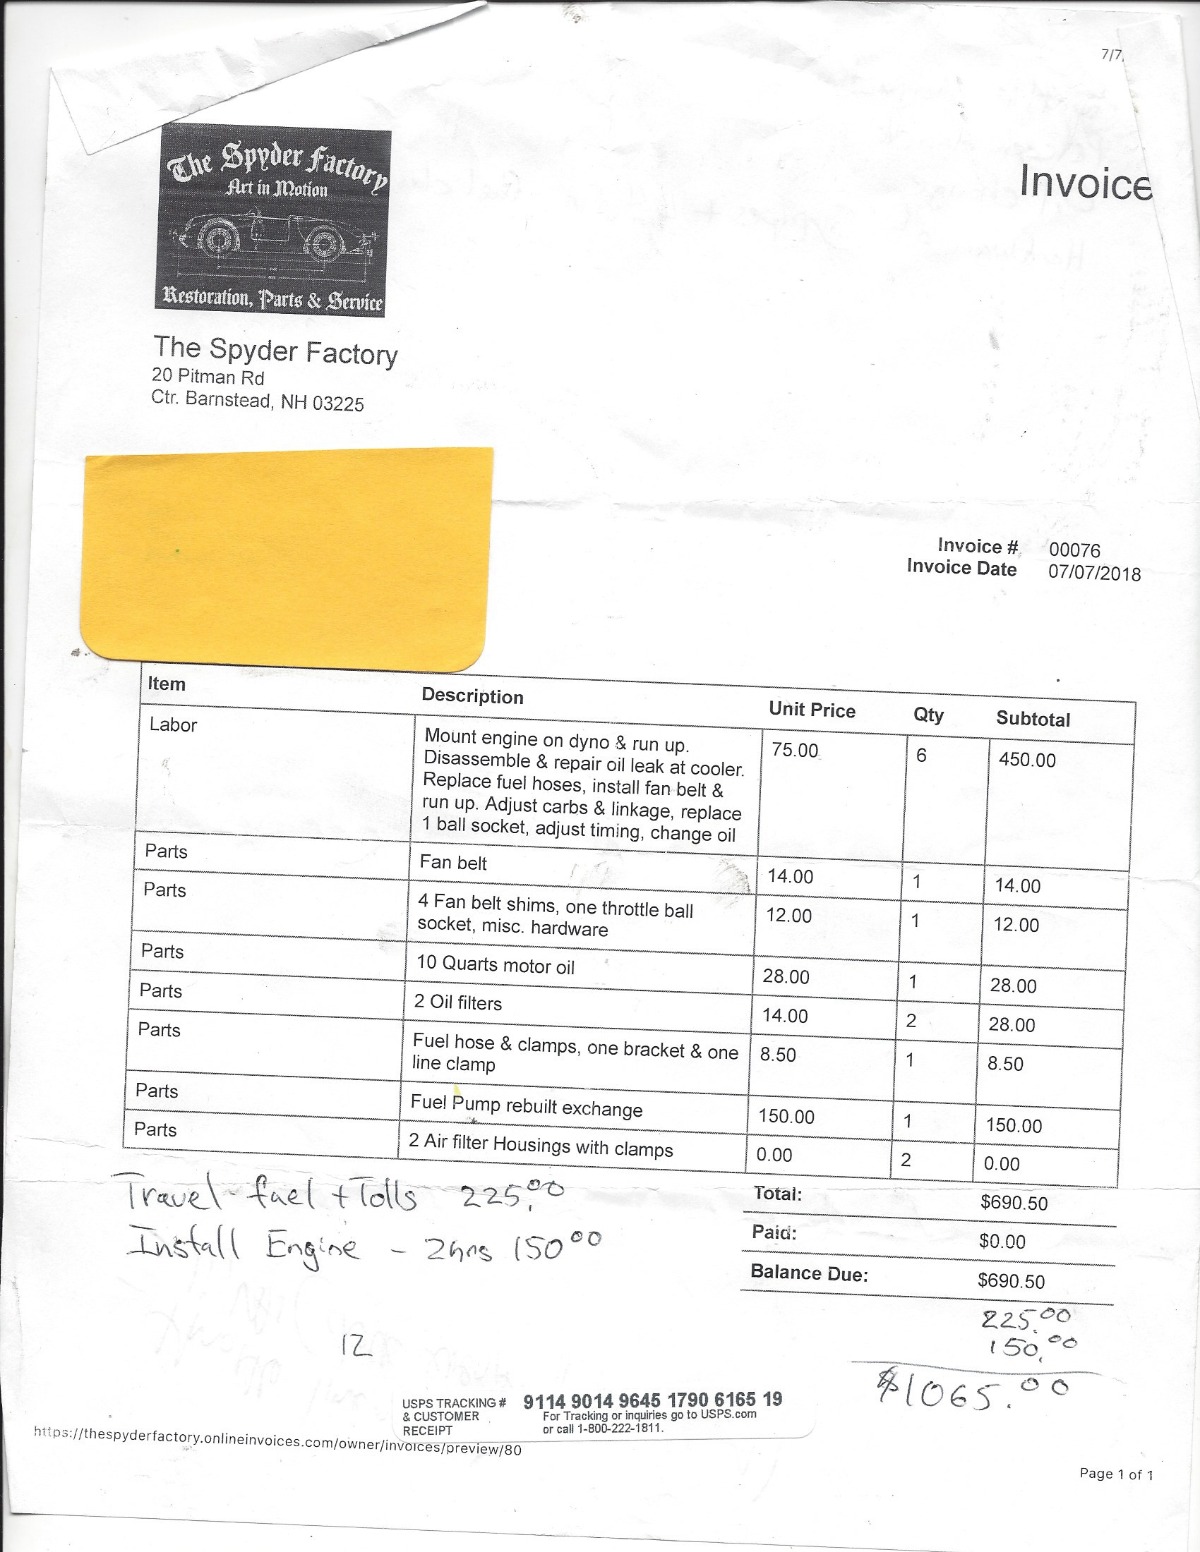 7/7
The Spyder Factory
Art in Motion
Restoration, Parts & Service
Invoice
The Spyder Factory
20 Pitman Rd
Ctr. Barnstead, NH 03225
Invoice # 00076
Invoice Date 07/07/2018
Item Description Unit Price Qty Subtotal
Labor Mount engine on dyno & run up. 75.00 6 450.00
Disassemble & repair oil leak at cooler.
Replace fuel hoses, install fan belt &
run up. Adjust carbs & linkage, replace
1 ball socket, adjust timing, change oil
Parts Fan belt 14.00 1 14.00
Parts 4 Fan belt shims, one throttle ball 12.00 1 12.00
socket, misc. hardware
Parts 10 Quarts motor oil 28.00 1 28.00
Parts 2 Oil filters 14.00 2 28.00
Parts Fuel hose & clamps, one bracket & one 8.50 1 8.50
line clamp
Parts Fuel Pump rebuilt exchange 150.00 1 150.00
Parts 2 Air filter Housings with clamps 0.00 2 0.00
Travel - fuel + Tolls 225.00
Install Engine - 2hrs 150 00
Total: $690.50
Paid: $0.00
Balance Due: $690.50
225.00
150.00
$1065.00
12
USPS TRACKING # 9114 9014 9645 1790 6165 19
& CUSTOMER For Tracking or inquiries go to USPS.com
RECEIPT or call 1-800-222-1811.
https://thespyderfactory.onlineinvoices.com/owner/invoices/preview/80
Page 1 of 1